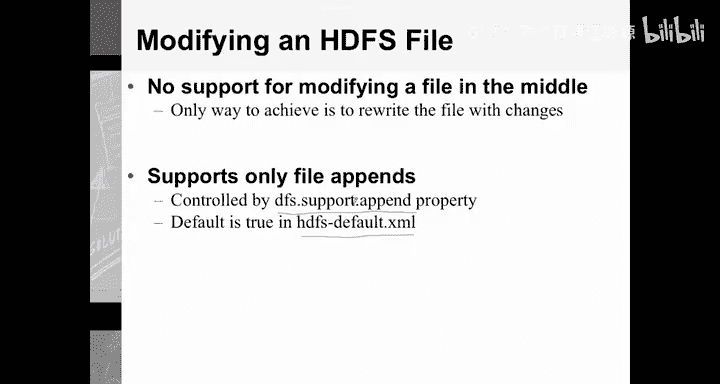 Modifying an HDFS File
bilibili
• No support for modifying a file in the middle
– Only way to achieve is to rewrite the file with changes
• Supports only file appends
– Controlled by dfs.support.append property
– Default is true in hdfs-default.xml